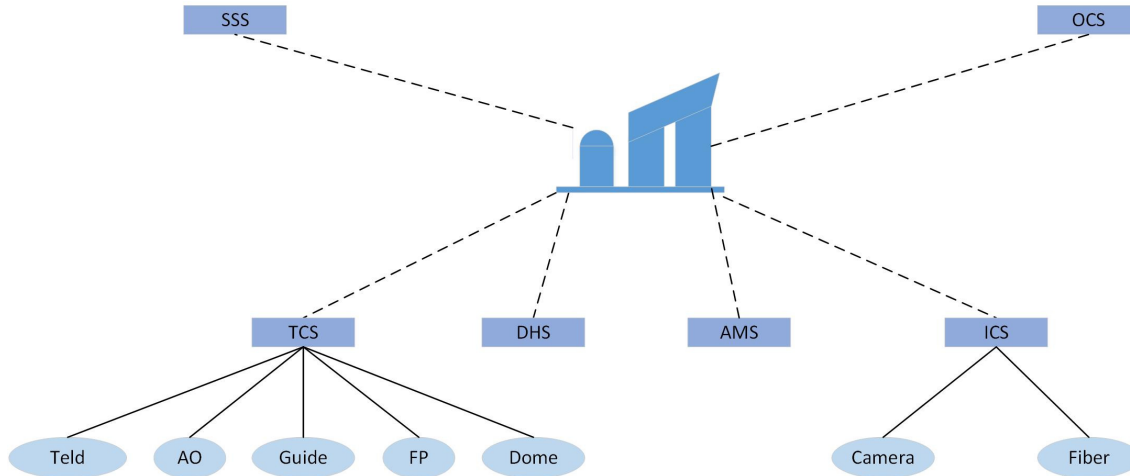 SSS
OCS
TCS
DHS
AMS
ICS
Teld
AO
Guide
FP
Dome
Camera
Fiber